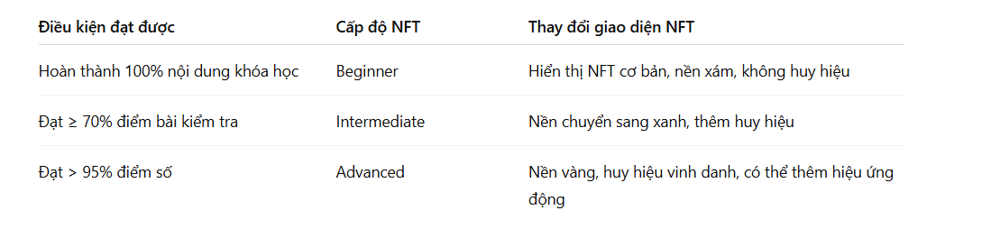 Điều kiện đạt được Cấp độ NFT Thay đổi giao diện NFT
Hoàn thành 100% nội dung khóa học Beginner Hiển thị NFT cơ bản, nền xám, không huy hiệu
Đạt ≥ 70% điểm bài kiểm tra Intermediate Nền chuyển sang xanh, thêm huy hiệu
Đạt > 95% điểm số Advanced Nền vàng, huy hiệu vinh danh, có thể thêm hiệu ứng
động